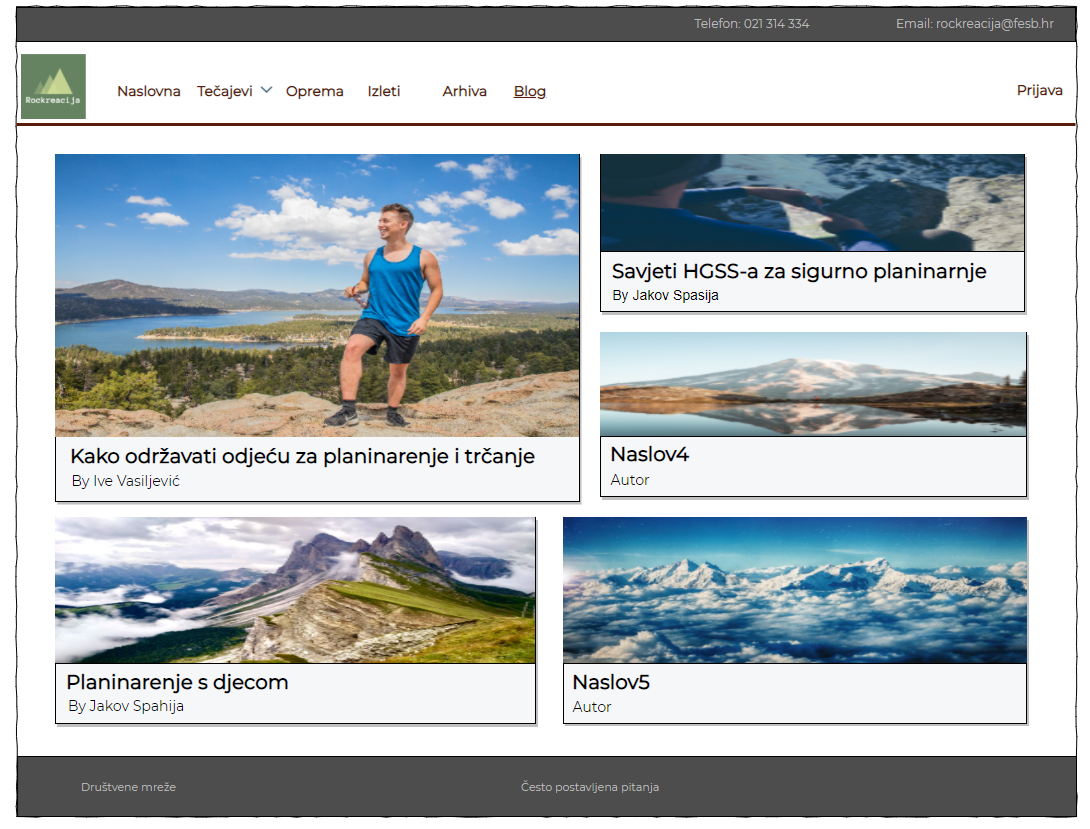 Telefon: 021 314 334
Email: rockreacija@fesb.hr
Rockreacija
Naslovna
Tečajevi
Oprema
Izleti
Arhiva
Blog
Prijava
Kako održavati odjeću za planinarenje i trčanje
By Ive Vasiljević
Savjeti HGSS-a za sigurno planinarnje
By Jakov Spasija
Naslov4
Autor
Planinarenje s djecom
By Jakov Spahija
Naslov5
Autor
Društvene mreže
Često postavljena pitanja